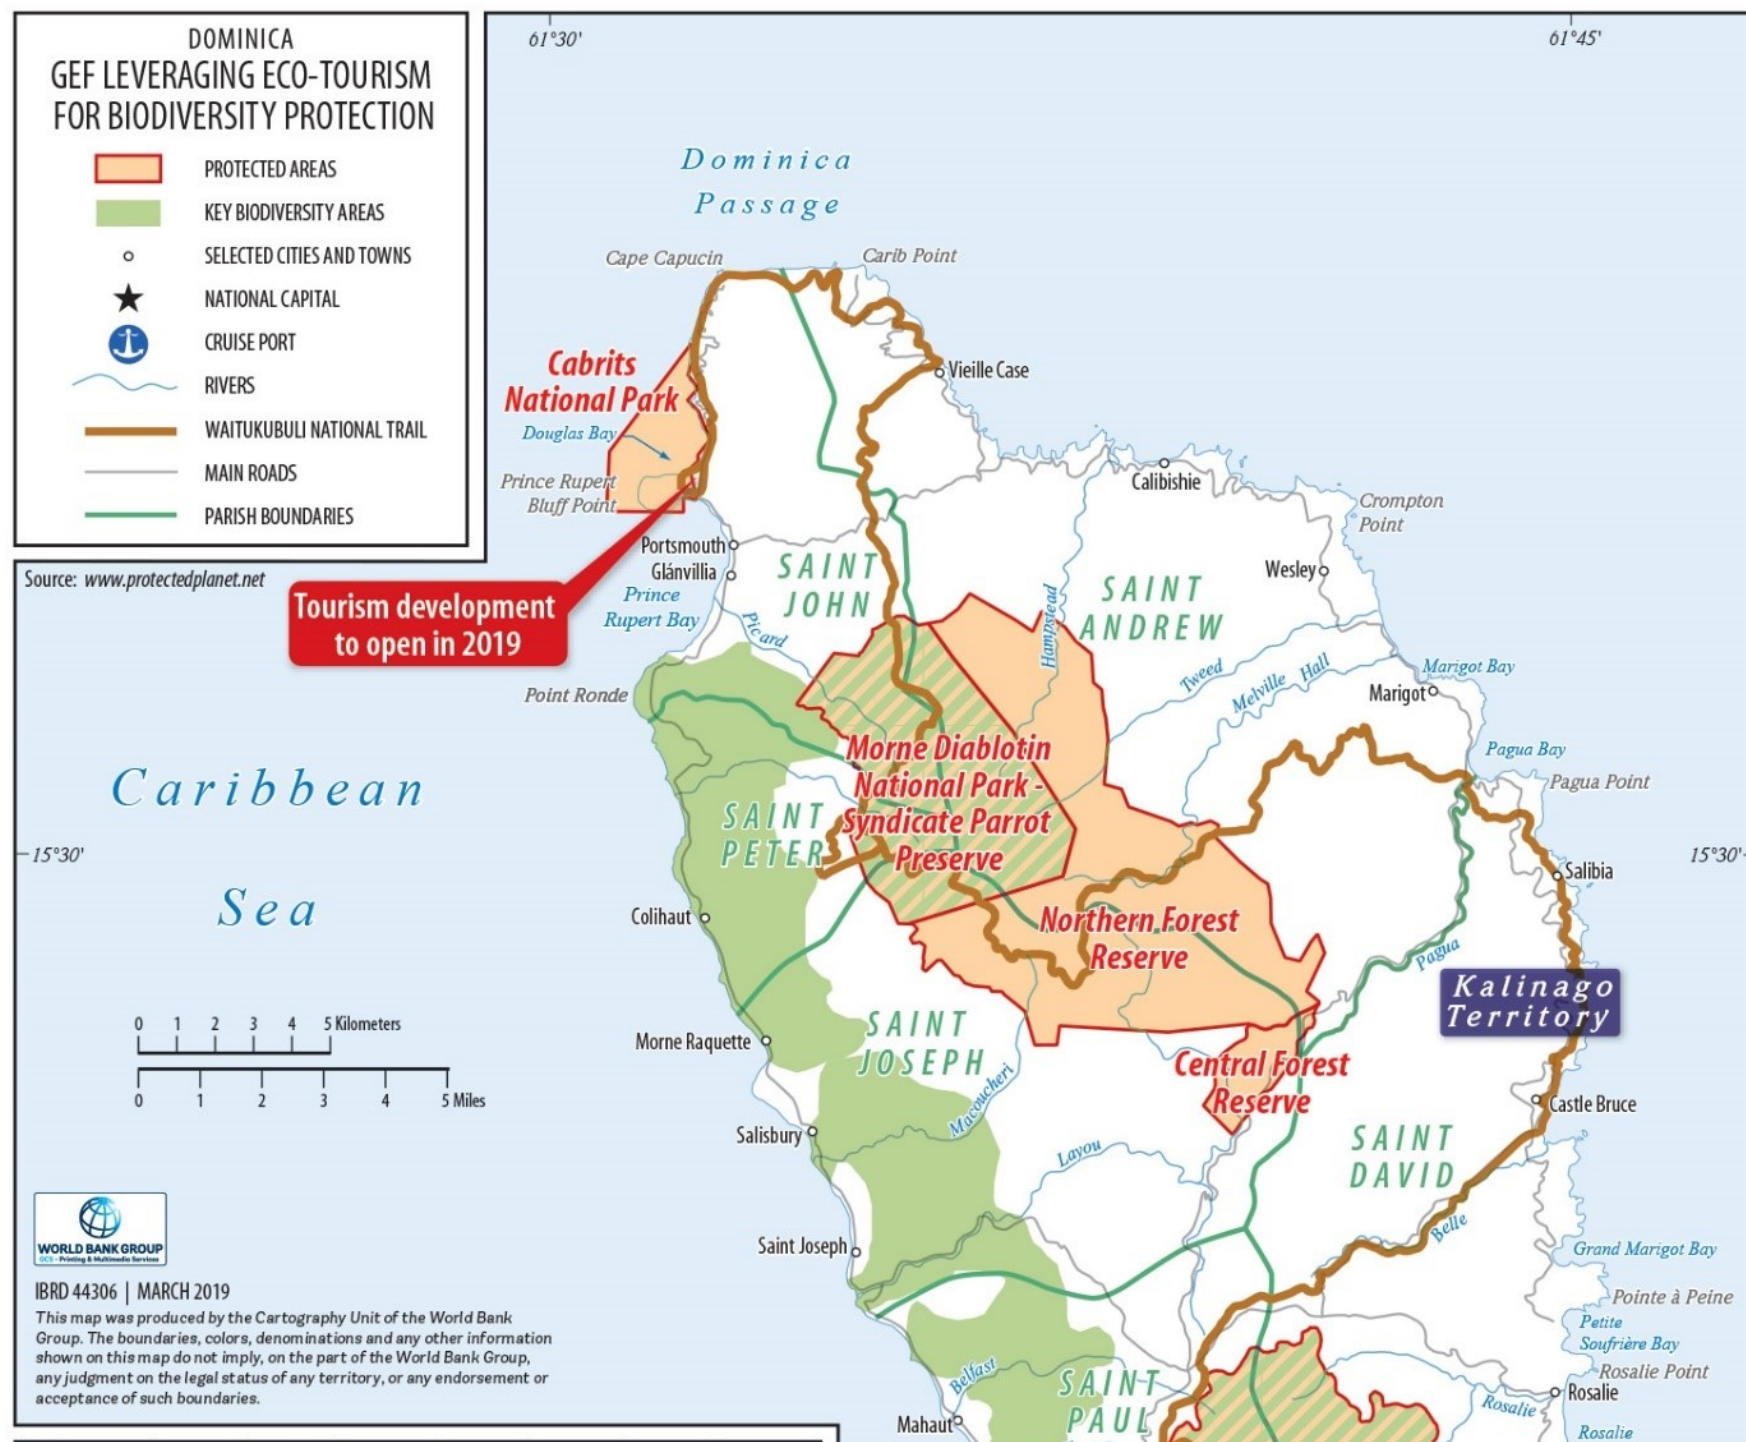 DOMINICA
GEF LEVERAGING ECO-TOURISM
FOR BIODIVERSITY PROTECTION
PROTECTED AREAS
KEY BIODIVERSITY AREAS
SELECTED CITIES AND TOWNS
NATIONAL CAPITAL
CRUISE PORT
RIVERS
WAITUKUBULI NATIONAL TRAIL
MAIN ROADS
PARISH BOUNDARIES
Source: www.protectedplanet.net
61°30'
61°45'
Dominica
Passage
Cape Capucin
Carib Point
Cabrits
National Park
Vieille Case
Douglas Bay
Prince Rupert
Bluff Point
Calibishie
Crompton
Point
Portsmouth
Glánvillia
Prince
Rupert Bay
Tourism development
to open in 2019
SAINT
JOHN
Picard
Hampstead
SAINT
ANDREW
Wesley
Tweed
Melville Hall
Marigot Bay
Marigot
Point Ronde
Pagua Bay
Pagua Point
Caribbean
Sea
Morne Diablotin
National Park -
Syndicate Parrot
Preserve
SAINT
PETER
15°30'
15°30'
Salibia
Colihaut
Northern Forest
Reserve
Pagua
Kalinago
Territory
0 1 2 3 4 5 Kilometers
0 1 2 3 4 5 Miles
Morne Raquette
SAINT
JOSEPH
Central Forest
Reserve
Macoucheri
Castle Bruce
Salisbury
Layou
SAINT
DAVID
Belle
Saint Joseph
Grand Marigot Bay
Pointe à Peine
Petite
Soufrière Bay
Rosalie Point
Rosalie
Rosalie
Rosalie
Belfast
SAINT
PAUL
Mahaut
WORLD BANK GROUP
GCS - Printing & Multimedia Services
IBRD 44306 | MARCH 2019
This map was produced by the Cartography Unit of the World Bank
Group. The boundaries, colors, denominations and any other information
shown on this map do not imply, on the part of the World Bank Group,
any judgment on the legal status of any territory, or any endorsement or
acceptance of such boundaries.